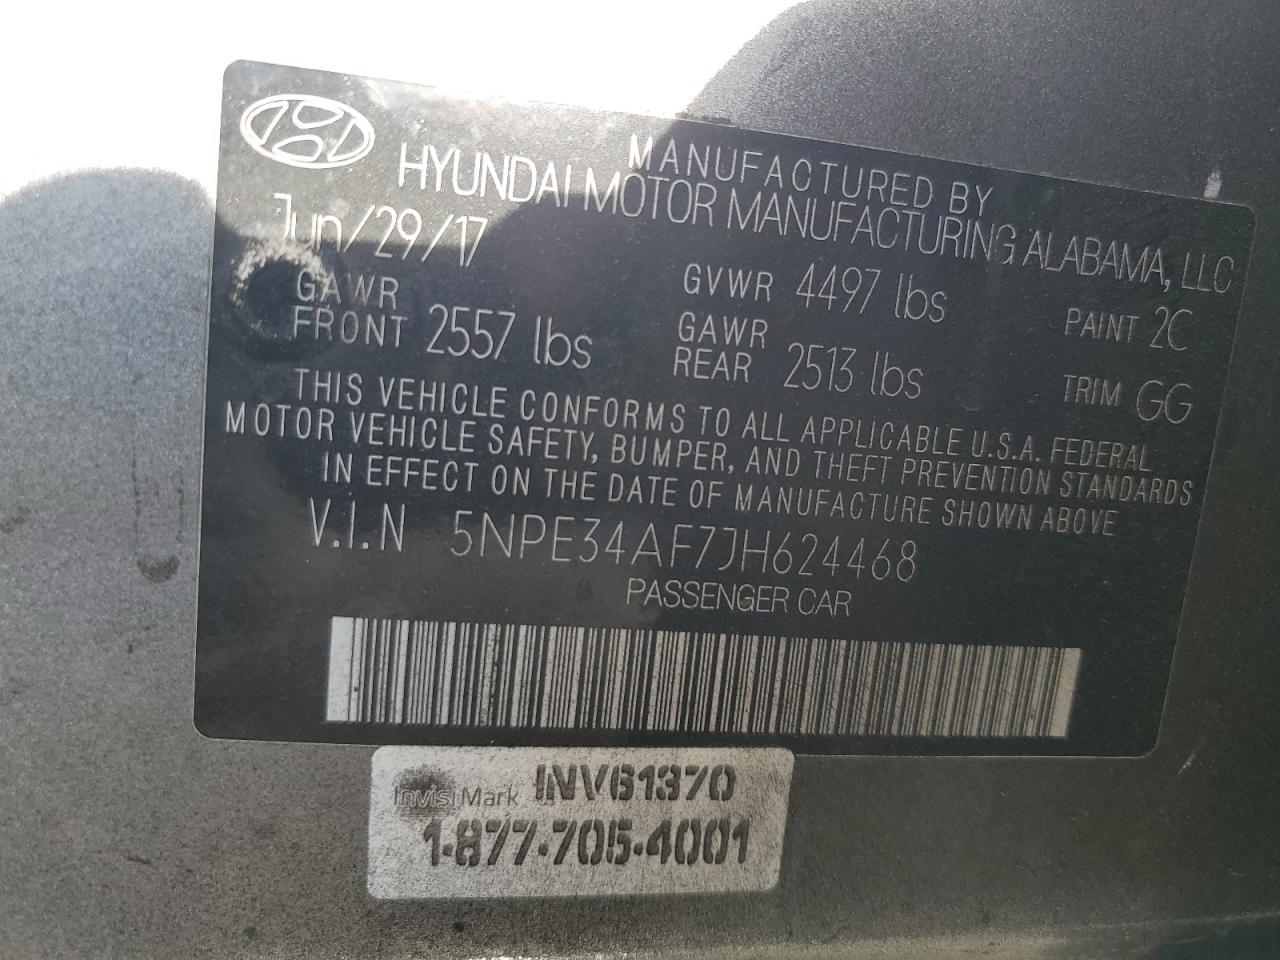 MANUFACTURED BY
HYUNDAI MOTOR MANUFACTURING ALABAMA, LLC
Jun/29/17
GVWR 4497 lbs
PAINT 2C
GAWR
FRONT 2557 lbs
GAWR
REAR 2513 lbs
TRIM GG
THIS VEHICLE CONFORMS TO ALL APPLICABLE U.S.A. FEDERAL
MOTOR VEHICLE SAFETY, BUMPER, AND THEFT PREVENTION STANDARDS
IN EFFECT ON THE DATE OF MANUFACTURE SHOWN ABOVE
V.I.N 5NPE34AF7JH624468
PASSENGER CAR
InvisiMark INV61370
1-877-705-4001